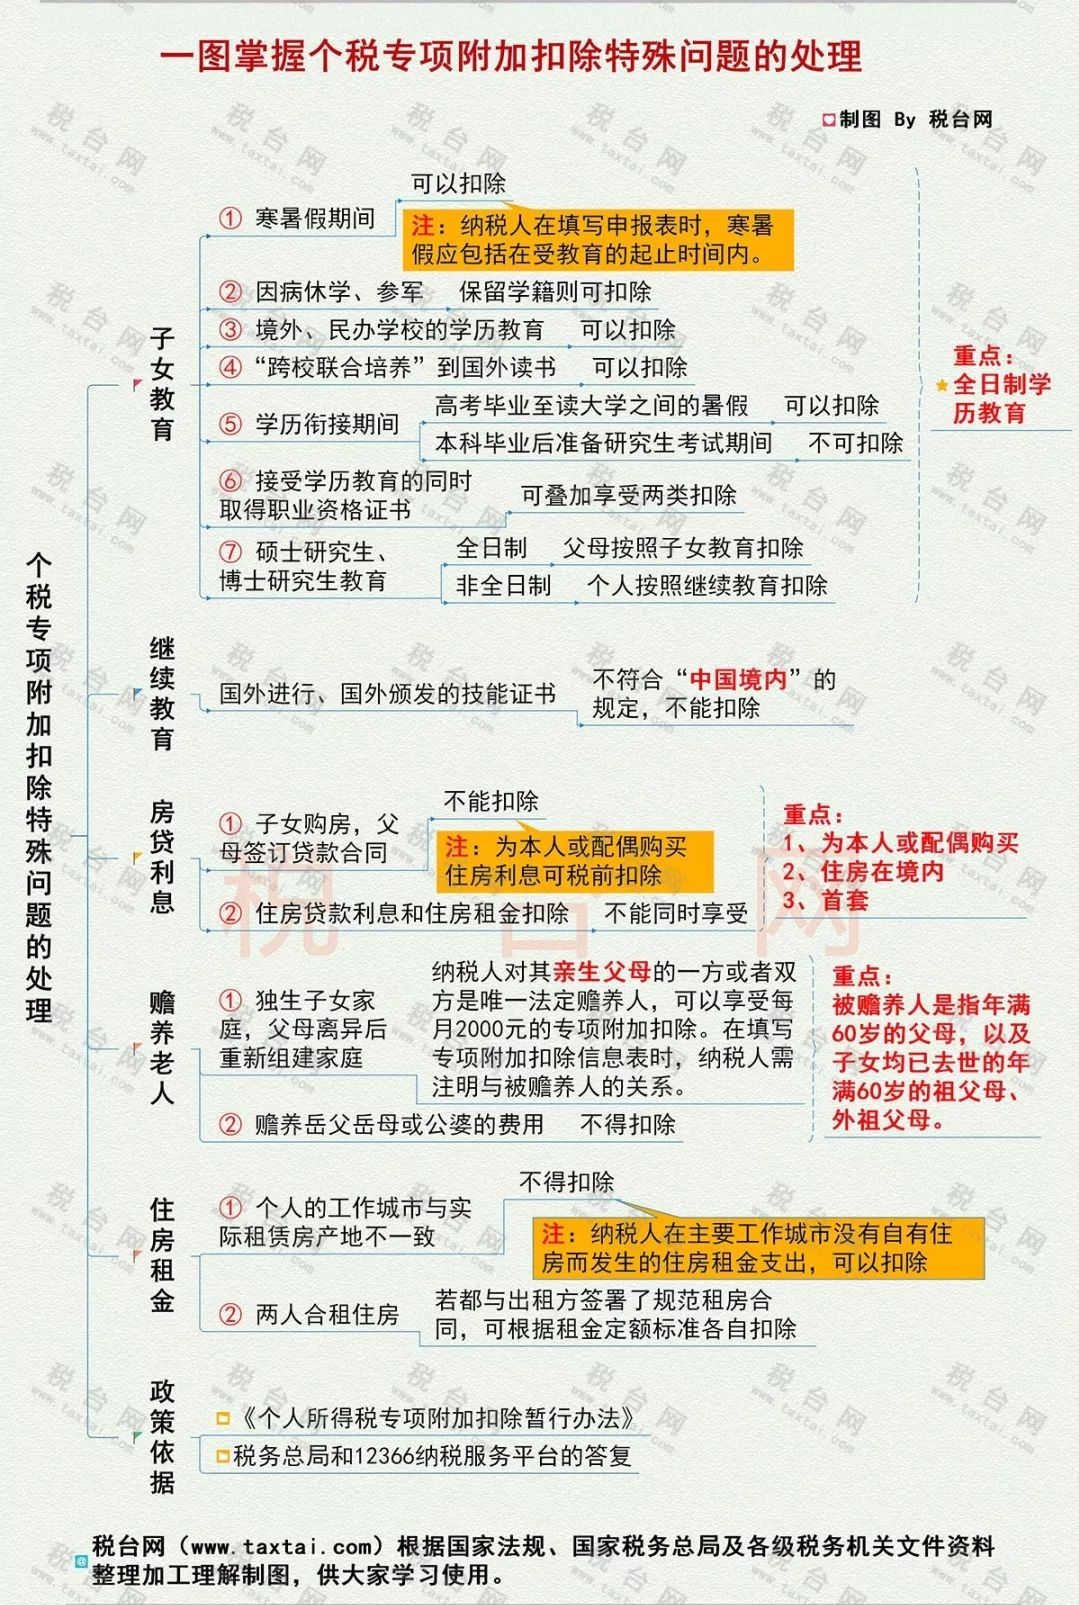 一图掌握个税专项附加扣除特殊问题的处理
制图 By 税台网
个税专项附加扣除特殊问题的处理
子女教育
① 寒暑假期间
可以扣除
注：纳税人在填写申报表时，寒暑
假应包括在受教育的起止时间内。
② 因病休学、参军 保留学籍则可扣除
③ 境外、民办学校的学历教育 可以扣除
④ “跨校联合培养”到国外读书 可以扣除
⑤ 学历衔接期间
高考毕业至读大学之间的暑假 可以扣除
本科毕业后准备研究生考试期间 不可扣除
⑥ 接受学历教育的同时
取得职业资格证书
可叠加享受两类扣除
⑦ 硕士研究生、
博士研究生教育
全日制 父母按照子女教育扣除
非全日制 个人按照继续教育扣除
重点：
全日制学
历教育
继续教育
国外进行、国外颁发的技能证书
不符合“中国境内”的
规定，不能扣除
房贷利息
① 子女购房，父
母签订贷款合同
不能扣除
注：为本人或配偶购买
住房利息可税前扣除
② 住房贷款利息和住房租金扣除 不能同时享受
重点：
1、为本人或配偶购买
2、住房在境内
3、首套
赡养老人
① 独生子女家
庭，父母离异后
重新组建家庭
纳税人对其亲生父母的一方或者双
方是唯一法定赡养人，可以享受每
月2000元的专项附加扣除。在填写
专项附加扣除信息表时，纳税人需
注明与被赡养人的关系。
② 赡养岳父岳母或公婆的费用 不得扣除
重点：
被赡养人是指年满
60岁的父母，以及
子女均已去世的年
满60岁的祖父母、
外祖父母。
住房租金
① 个人的工作城市与实
际租赁房产地不一致
不得扣除
注：纳税人在主要工作城市没有自有住
房而发生的住房租金支出，可以扣除
② 两人合租住房
若都与出租方签署了规范租房合
同，可根据租金定额标准各自扣除
政策依据
《个人所得税专项附加扣除暂行办法》
税务总局和12366纳税服务平台的答复
税台网（www.taxtai.com）根据国家法规、国家税务总局及各级税务机关文件资料
整理加工理解制图，供大家学习使用。
税台网
www.taxtai.com